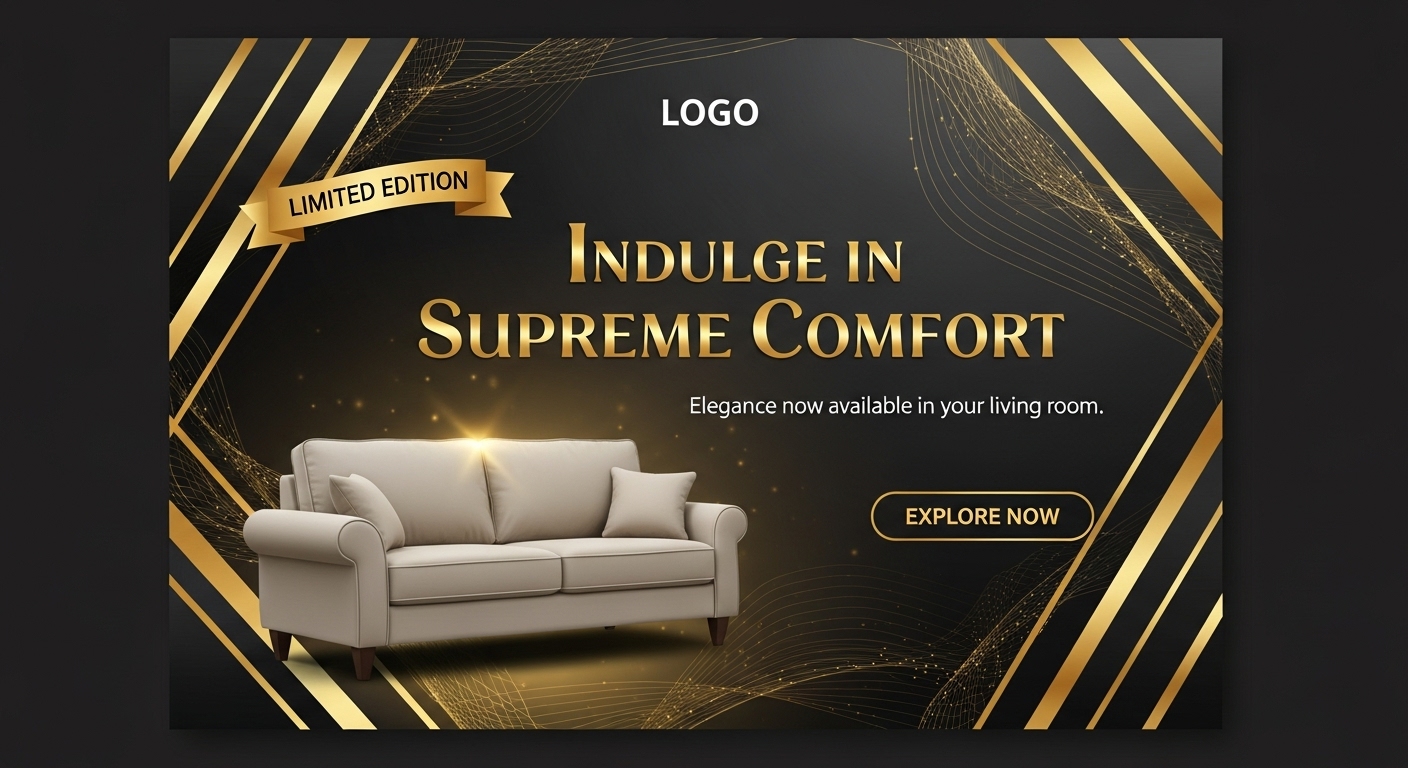 LOGO
LIMITED EDITION
INDULGE IN
SUPREME COMFORT
Elegance now available in your living room.
EXPLORE NOW